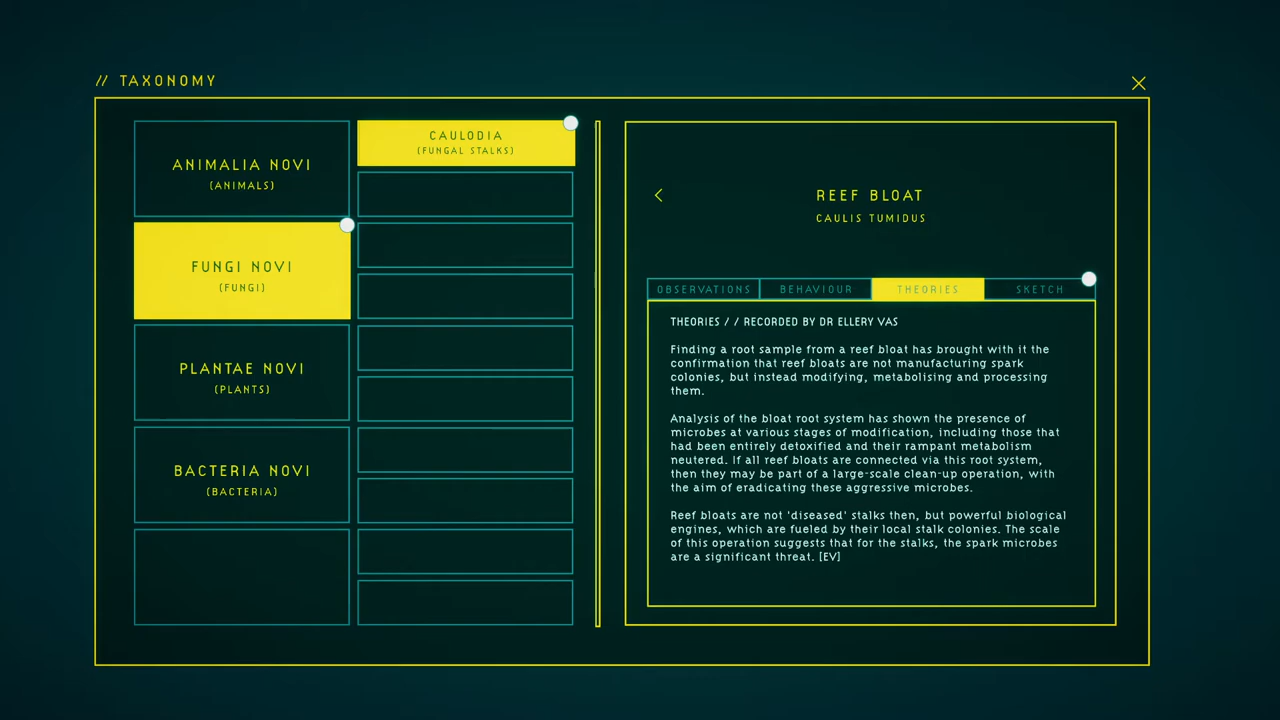 // TAXONOMY
ANIMALIA NOVI
(ANIMALS)
FUNGI NOVI
(FUNGI)
PLANTAE NOVI
(PLANTS)
BACTERIA NOVI
(BACTERIA)
CAULODIA
(FUNGAL STALKS)
REEF BLOAT
CAULIS TUMIDUS
OBSERVATIONS
BEHAVIOUR
THEORIES
SKETCH
THEORIES // RECORDED BY DR ELLERY VAS
Finding a root sample from a reef bloat has brought with it the
confirmation that reef bloats are not manufacturing spark
colonies, but instead modifying, metabolising and processing
them.
Analysis of the bloat root system has shown the presence of
microbes at various stages of modification, including those that
had been entirely detoxified and their rampant metabolism
neutered. If all reef bloats are connected via this root system,
then they may be part of a large-scale clean-up operation, with
the aim of eradicating these aggressive microbes.
Reef bloats are not 'diseased' stalks then, but powerful biological
engines, which are fueled by their local stalk colonies. The scale
of this operation suggests that for the stalks, the spark microbes
are a significant threat. [EV]